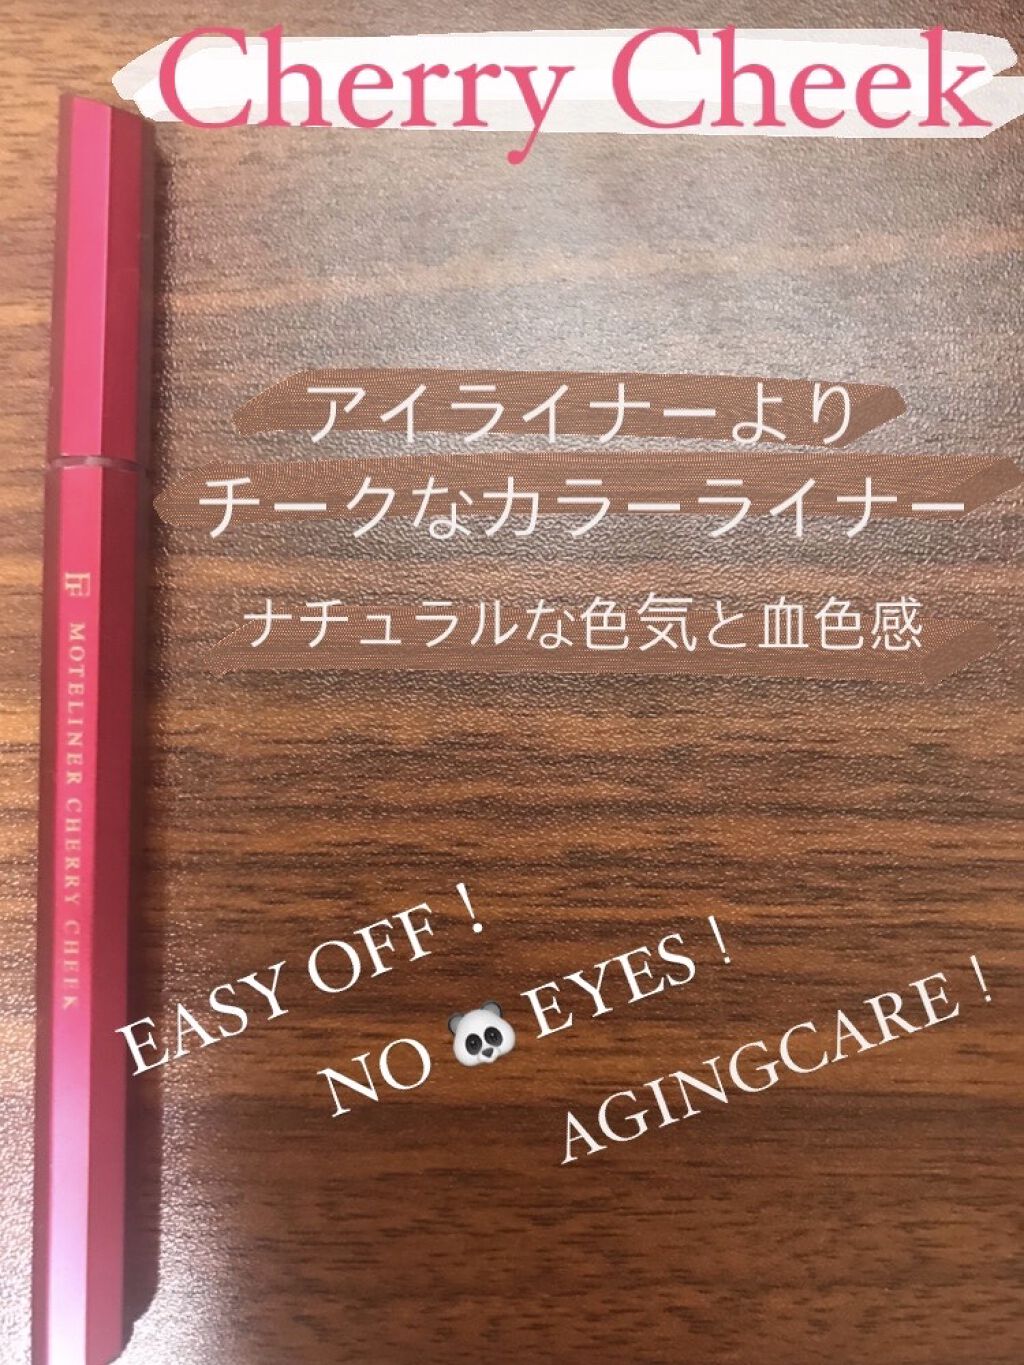 Cherry Cheek
アイライナーより
チークなカラーライナー
ナチュラルな色気と血色感
FF MOTELINER CHERRY CHEEK
EASY OFF！
NO 🐼 EYES！
AGINGCARE！